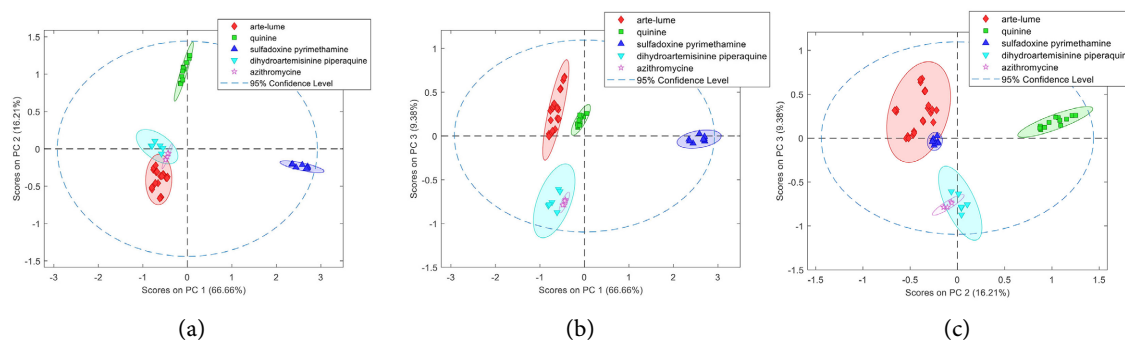 arte-lume
quinine
sulfadoxine pyrimethamine
dihydroartemisinine piperaquine
azithromycine
95% Confidence Level
1.5
1
0.5
0
-0.5
-1
Scores on PC 2 (16.21%)
-3
-2
-1
0
1
2
3
Scores on PC 1 (66.66%)
(a)
arte-lume
quinine
sulfadoxine pyrimethamine
dihydroartemisinine piperaquine
azithromycine
95% Confidence Level
1.5
1
0.5
0
-0.5
-1
-1.5
Scores on PC 3 (9.38%)
-3
-2
-1
0
1
2
3
Scores on PC 1 (66.66%)
(b)
arte-lume
quinine
sulfadoxine pyrimethamine
dihydroartemisinine piperaquine
azithromycine
95% Confidence Level
1
0.5
0
-0.5
-1
-1.5
Scores on PC 3 (9.38%)
-1.5
-1
-0.5
0
0.5
1
1.5
Scores on PC 2 (16.21%)
(c)